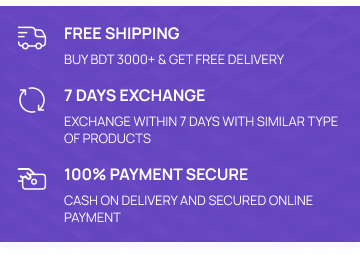 FREE SHIPPING
BUY BDT 3000+ & GET FREE DELIVERY
7 DAYS EXCHANGE
EXCHANGE WITHIN 7 DAYS WITH SIMILAR TYPE
OF PRODUCTS
100% PAYMENT SECURE
CASH ON DELIVERY AND SECURED ONLINE
PAYMENT